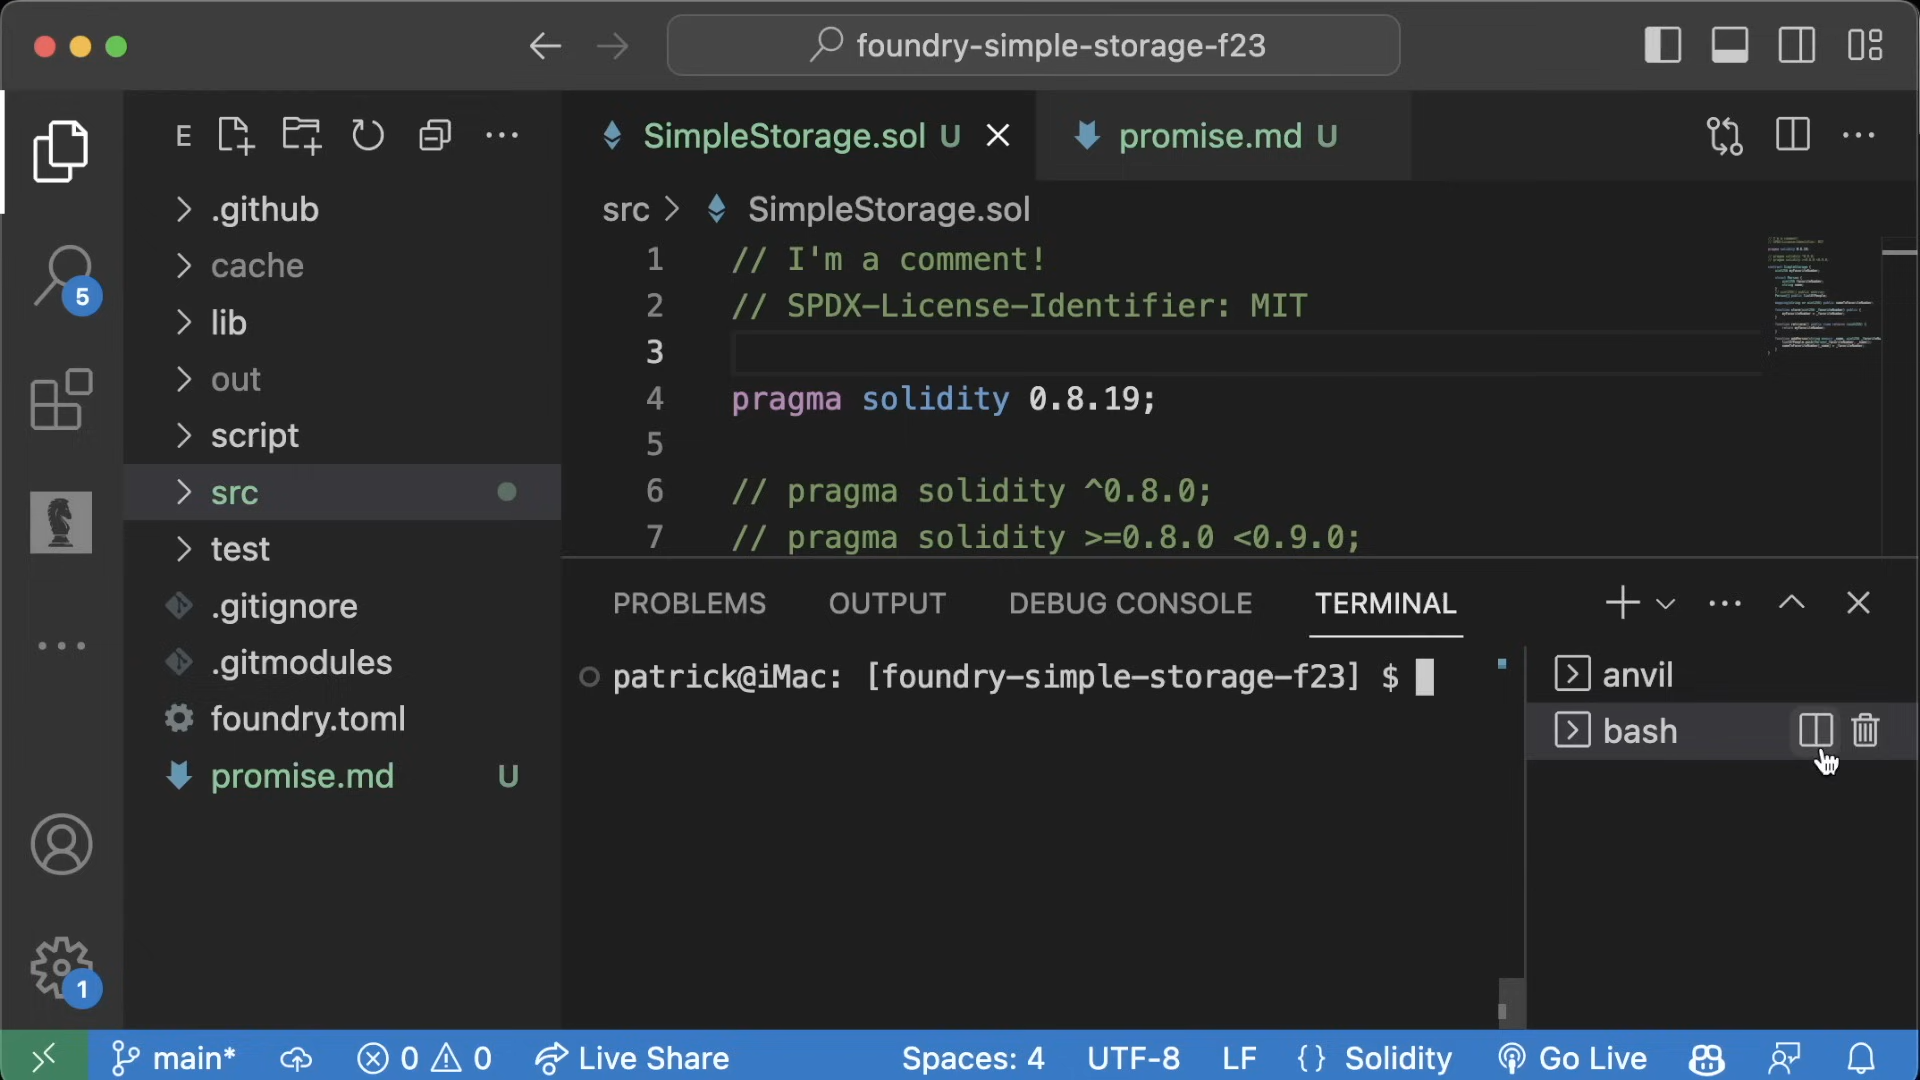 foundry-simple-storage-f23
E
.github
cache
lib
out
script
src
test
.gitignore
.gitmodules
foundry.toml
promise.md U
5
1
SimpleStorage.sol U
promise.md U
src > SimpleStorage.sol
1 // I'm a comment!
2 // SPDX-License-Identifier: MIT
3
4 pragma solidity 0.8.19;
5
6 // pragma solidity ^0.8.0;
7 // pragma solidity >=0.8.0 <0.9.0;
PROBLEMS OUTPUT DEBUG CONSOLE TERMINAL
patrick@iMac: [foundry-simple-storage-f23] $
anvil
bash
main* 0 0 Live Share Spaces: 4 UTF-8 LF {} Solidity Go Live